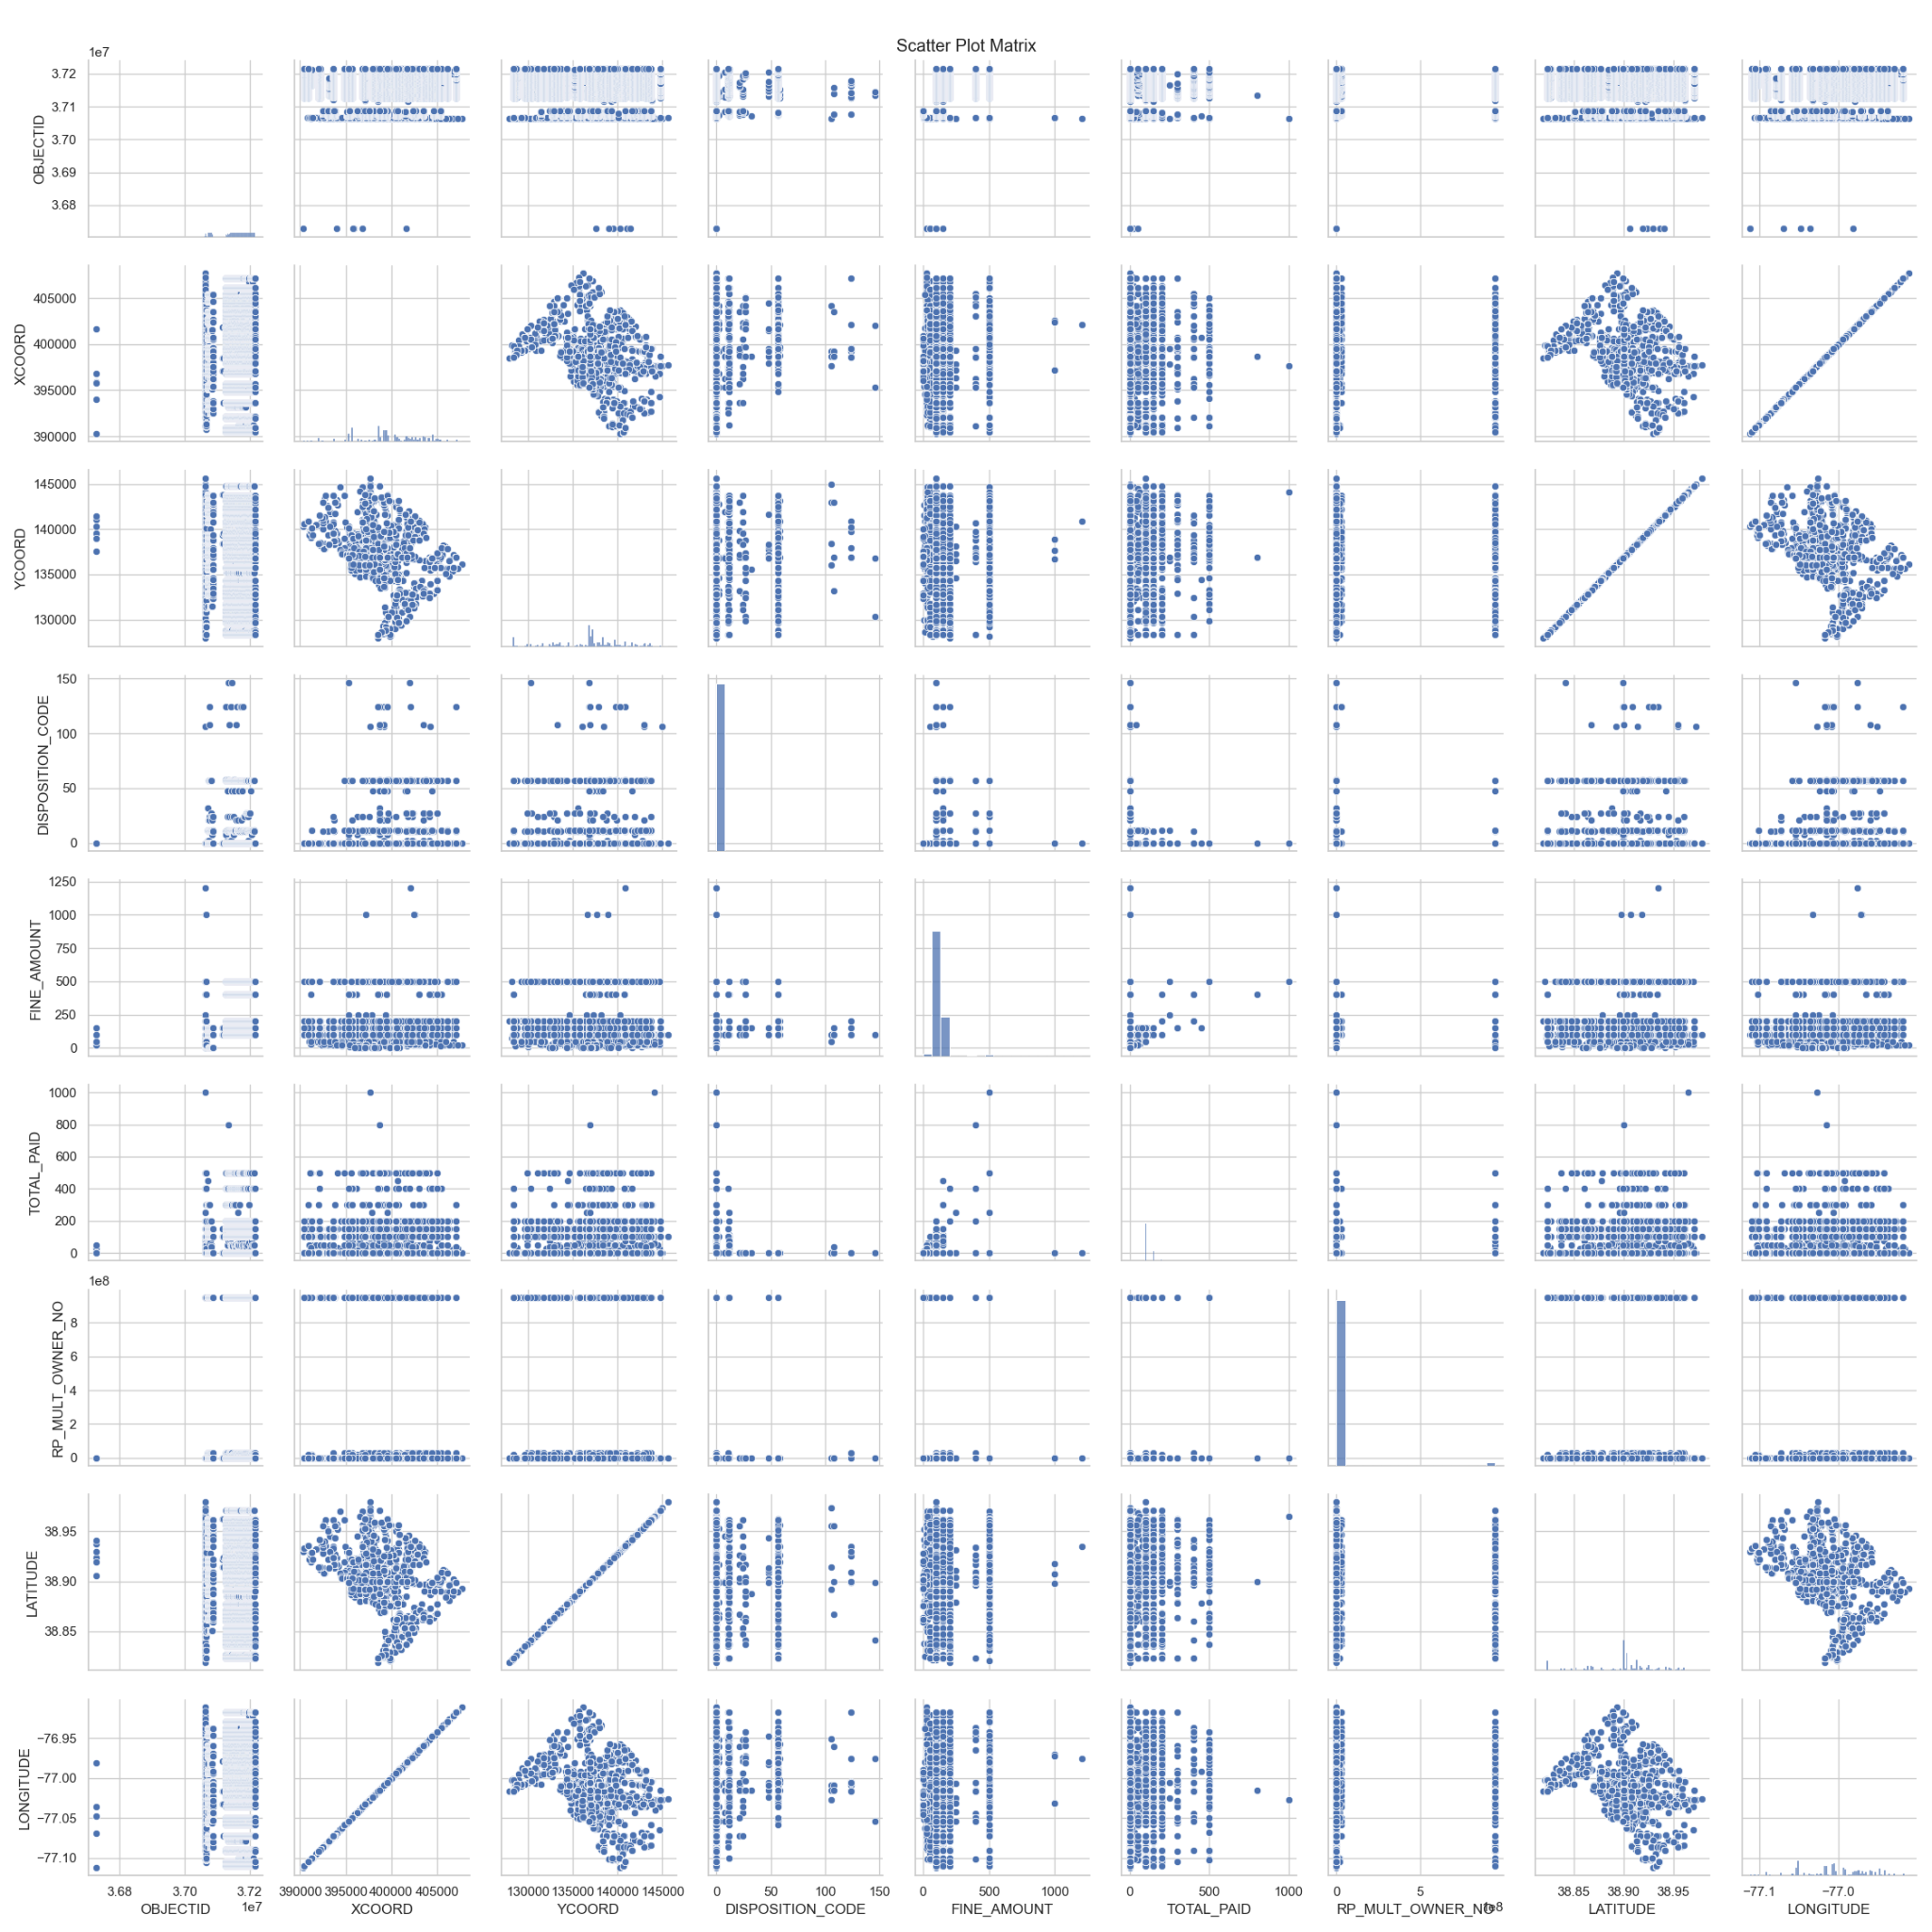 Scatter Plot Matrix
1e7
3.72
3.71
3.70
3.69
3.68
OBJECTID
405000
400000
395000
390000
XCOORD
145000
140000
135000
130000
YCOORD
150
100
50
0
DISPOSITION_CODE
1250
1000
750
500
250
0
FINE_AMOUNT
1000
800
600
400
200
0
TOTAL_PAID
1e8
8
6
4
2
0
RP_MULT_OWNER_NO
38.95
38.90
38.85
LATITUDE
−76.95
−77.00
−77.05
−77.10
LONGITUDE
3.68 3.70 3.72 390000 395000 400000 405000 130000 135000 140000 145000 0 50 100 150 0 500 1000 0 500 1000 0 5 38.85 38.90 38.95 −77.1 −77.0
OBJECTID 1e7 XCOORD YCOORD DISPOSITION_CODE FINE_AMOUNT TOTAL_PAID RP_MULT_OWNER_NO 1e8 LATITUDE LONGITUDE